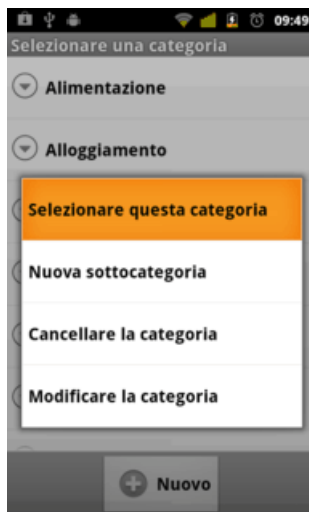 09:49
Selezionare una categoria
Alimentazione
Alloggiamento
Selezionare questa categoria
Nuova sottocategoria
Cancellare la categoria
Modificare la categoria
Nuovo